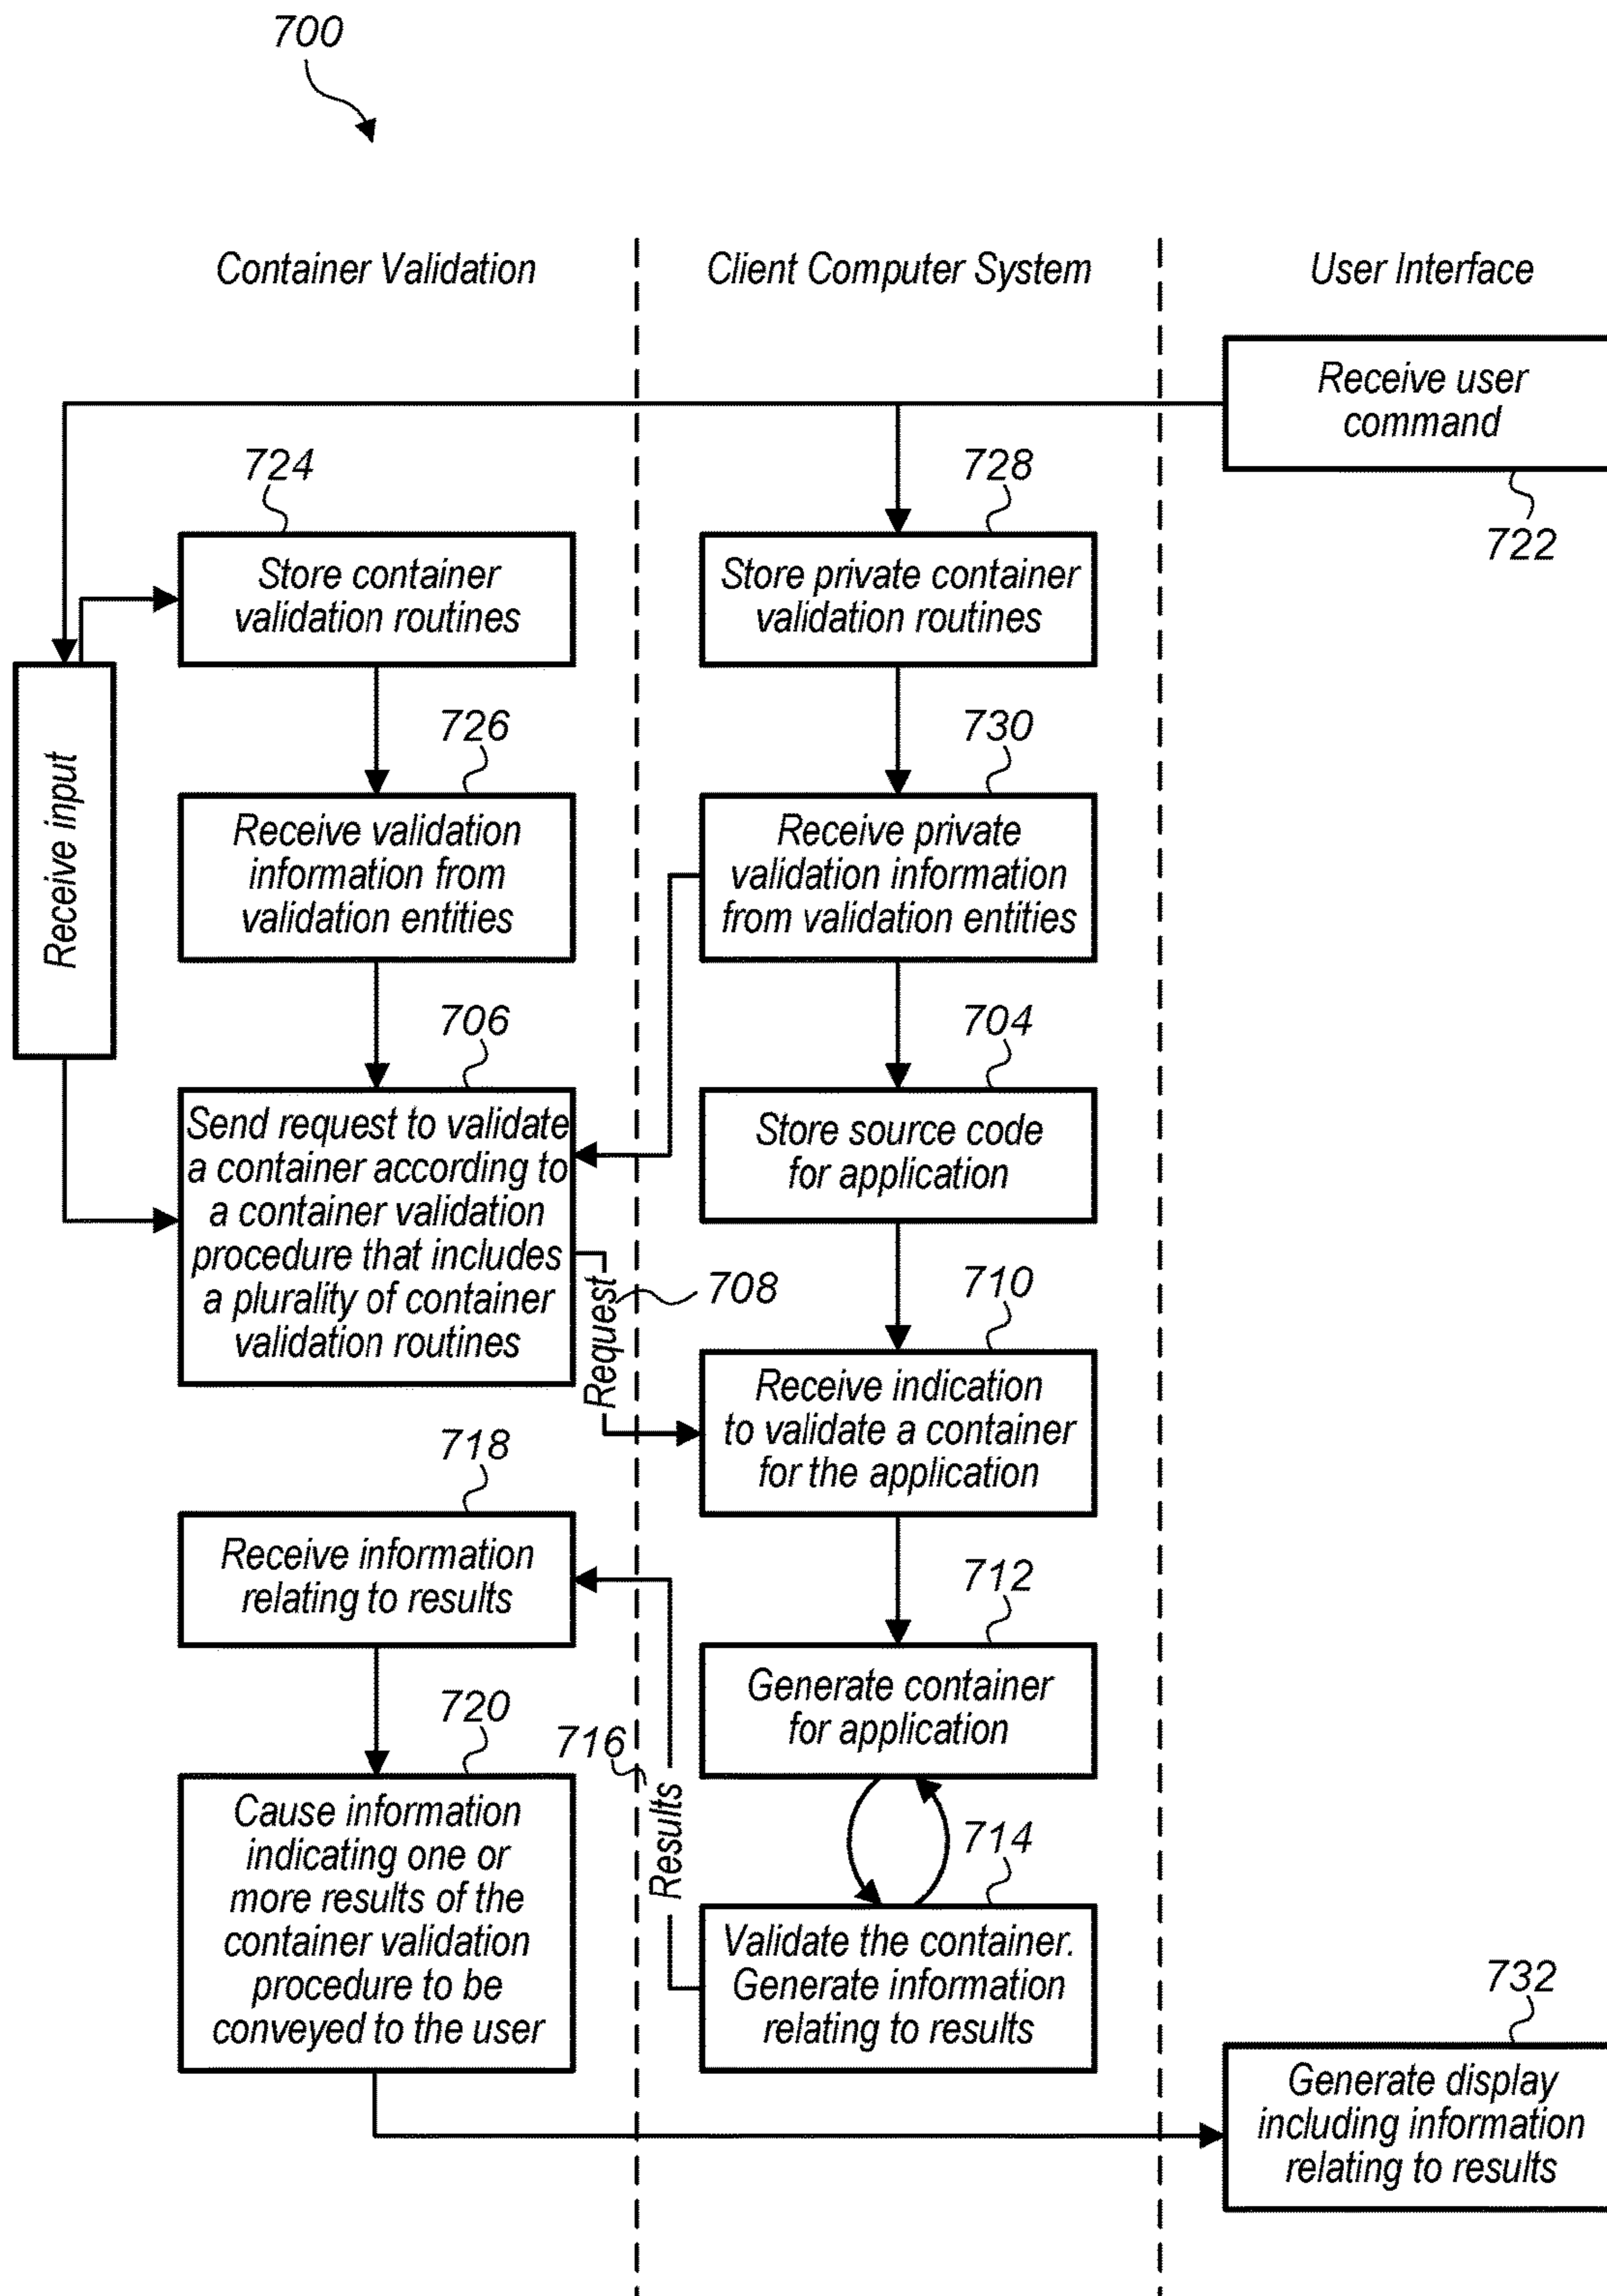 700
Container Validation
Client Computer System
User Interface
Receive user
command
722
724
Store container
validation routines
728
Store private container
validation routines
Receive input
726
Receive validation
information from
validation entities
730
Receive private
validation information
from validation entities
706
Send request to validate
a container according to
a container validation
procedure that includes
a plurality of container
validation routines
704
Store source code
for application
Request
708
710
Receive indication
to validate a container
for the application
718
Receive information
relating to results
712
Generate container
for application
720
Cause information
indicating one or
more results of the
container validation
procedure to be
conveyed to the user
716
Results
714
Validate the container.
Generate information
relating to results
732
Generate display
including information
relating to results